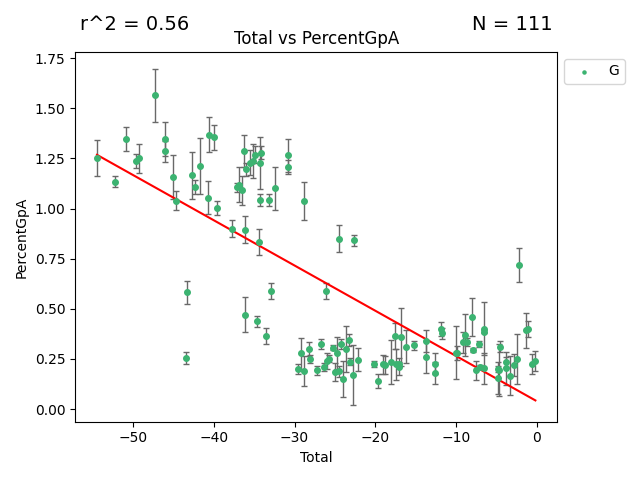 r^2 = 0.56
N = 111
Total vs PercentGpA
G
1.75
1.50
1.25
1.00
0.75
0.50
0.25
0.00
PercentGpA
−50
−40
−30
−20
−10
0
Total